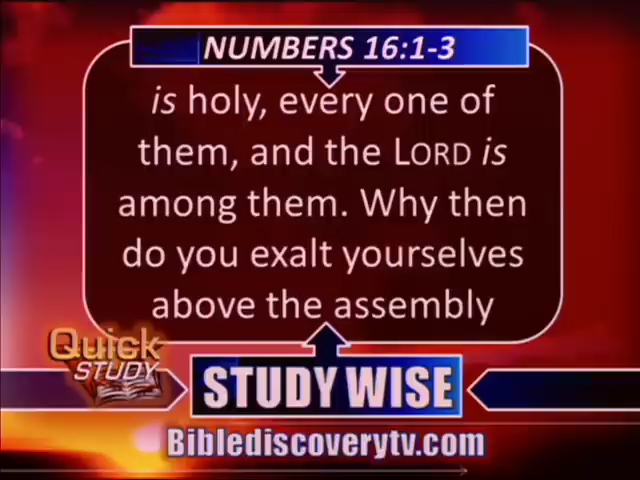 NUMBERS 16:1-3
is holy, every one of
them, and the LORD is
among them. Why then
do you exalt yourselves
above the assembly
Quick
STUDY
STUDY WISE
Biblediscoverytv.com